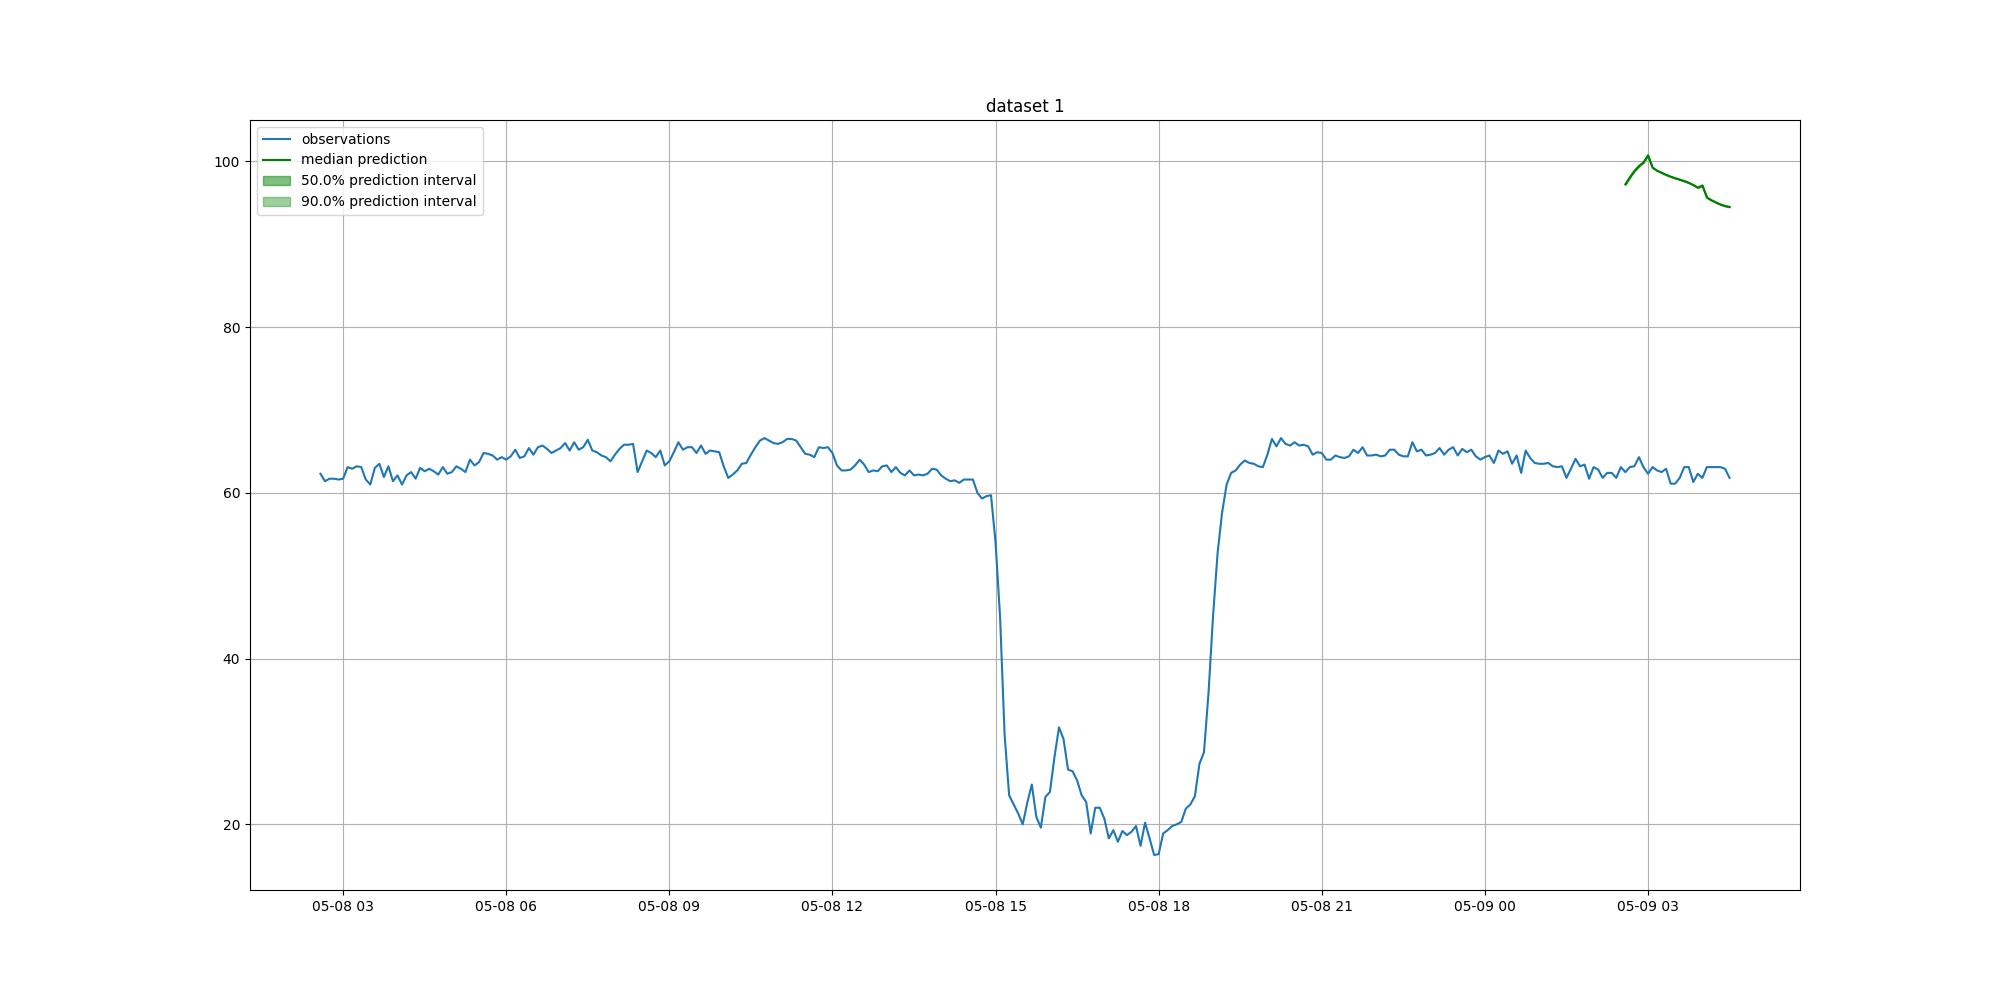 dataset 1
observations
median prediction
50.0% prediction interval
90.0% prediction interval
100
80
60
40
20
05-08 03
05-08 06
05-08 09
05-08 12
05-08 15
05-08 18
05-08 21
05-09 00
05-09 03